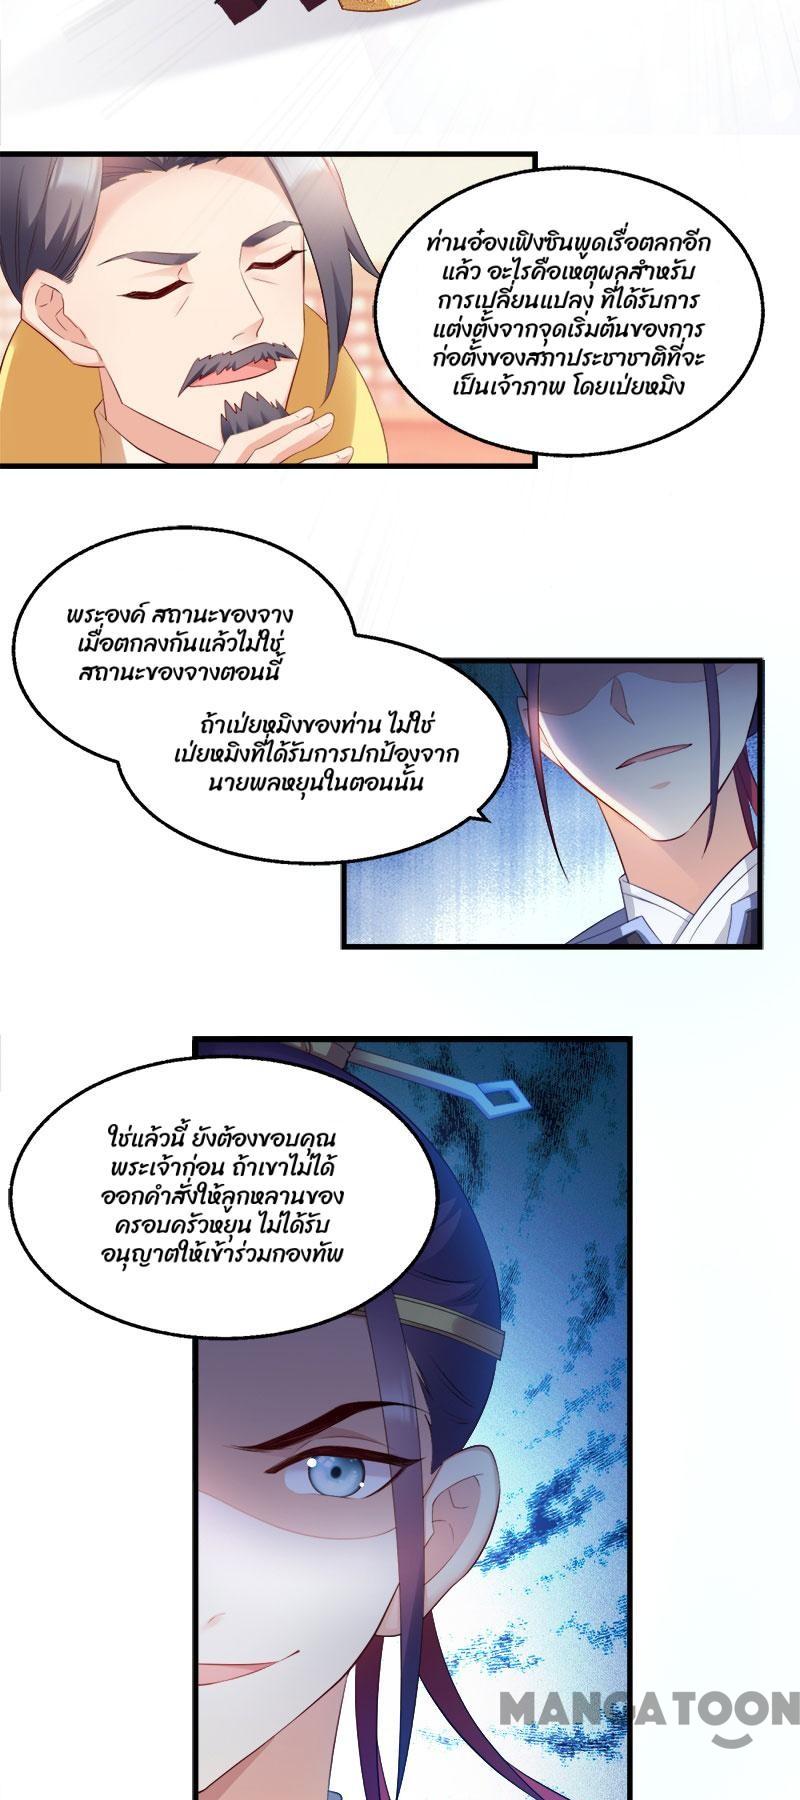 ท่านอ๋องเฟิงซินพูดเรื่อตลกอีก
แล้ว อะไรคือเหตุผลสำหรับ
การเปลี่ยนแปลง ที่ได้รับการ
แต่งตั้งจากจุดเริ่มต้นของการ
ก่อตั้งของสภาประชาชาติที่จะ
เป็นเจ้าภาพ โดยเป่ยหมิง
พระองค์ สถานะของจาง
เมื่อตกลงกันแล้วไม่ใช่
สถานะของจางตอนนี้
ถ้าเป่ยหมิงของท่าน ไม่ใช่
เป่ยหมิงที่ได้รับการปกป้องจาก
นายพลหยุนในตอนนั้น
ใช่แล้วนี้ ยังต้องขอบคุณ
พระเจ้าก่อน ถ้าเขาไม่ได้
ออกคำสั่งให้ลูกหลานของ
ครอบครัวหยุน ไม่ได้รับ
อนุญาตให้เข้าร่วมกองทัพ
MANGATOON